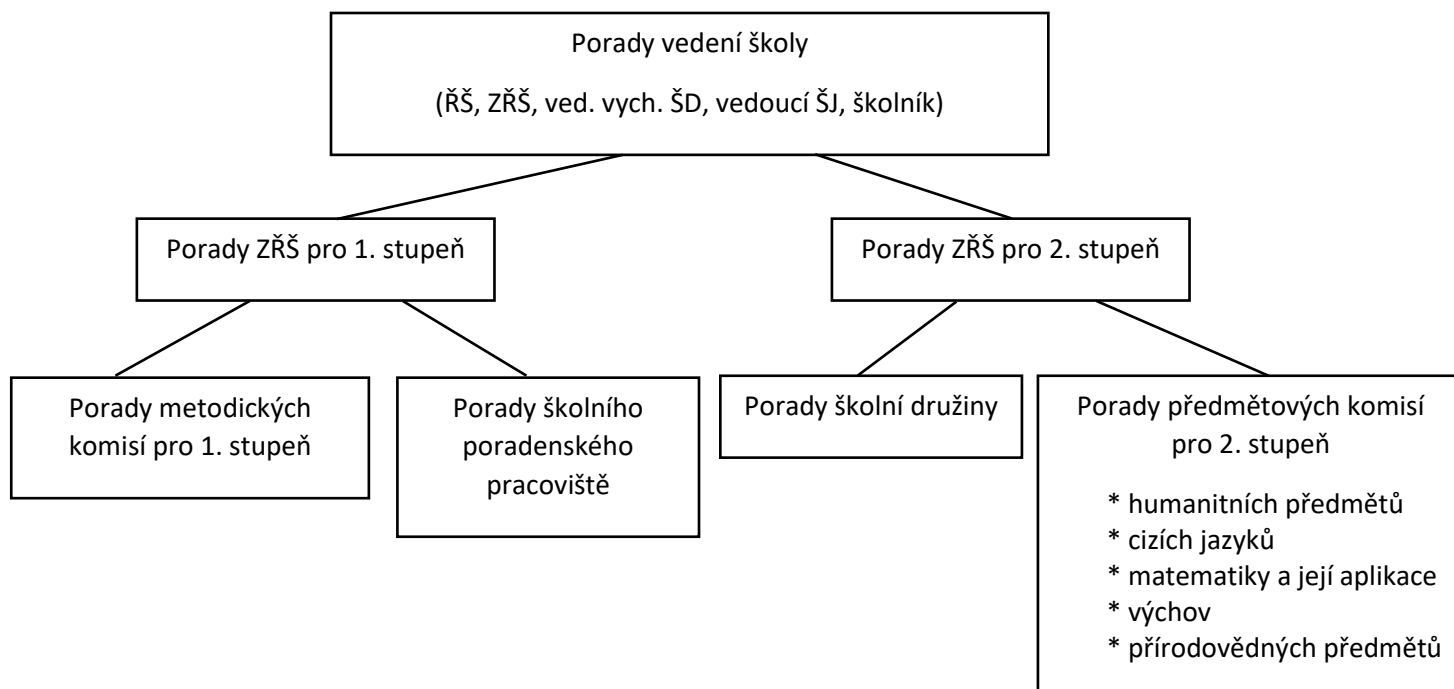 Porady vedení školy
(ŘŠ, ZŘŠ, ved. vych. ŠD, vedoucí ŠJ, školník)
Porady ZŘŠ pro 1. stupeň
Porady ZŘŠ pro 2. stupeň
Porady metodických
komisí pro 1. stupeň
Porady školního
poradenského
pracoviště
Porady školní družiny
Porady předmětových komisí
pro 2. stupeň
* humanitních předmětů
* cizích jazyků
* matematiky a její aplikace
* výchov
* přírodovědných předmětů